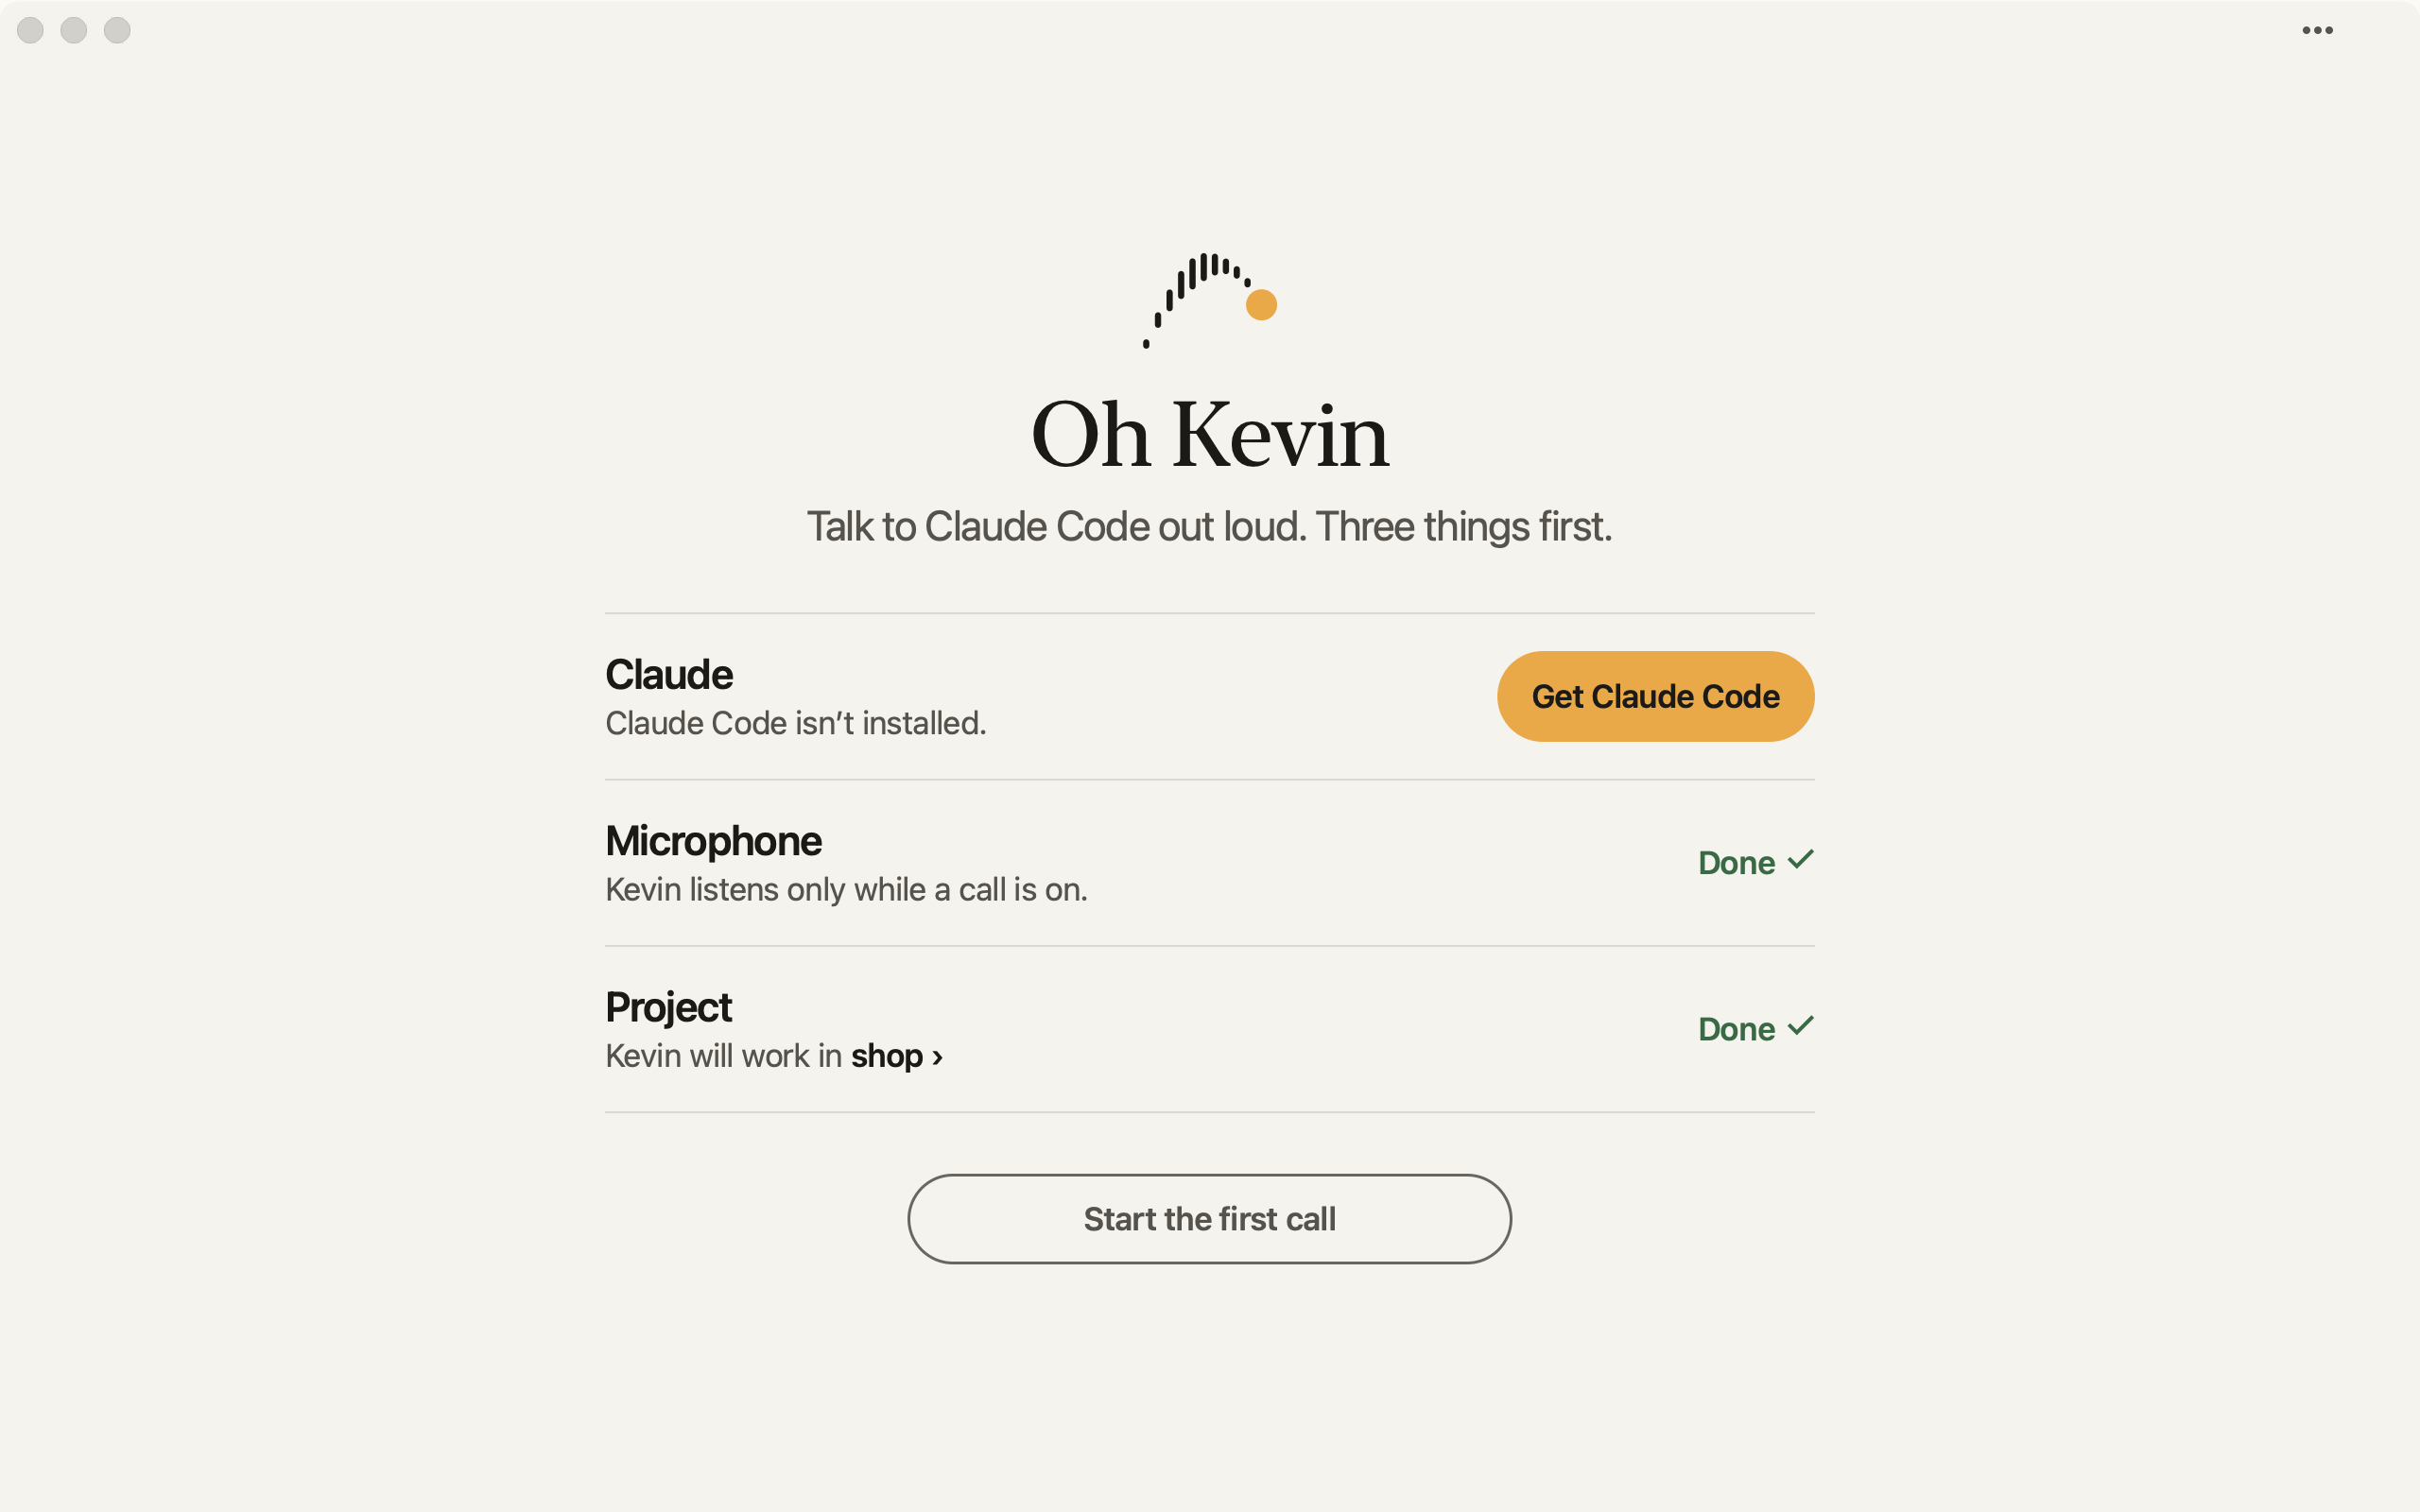 Oh Kevin
Talk to Claude Code out loud. Three things first.
Claude
Claude Code isn’t installed.
Get Claude Code
Microphone
Kevin listens only while a call is on.
Done ✓
Project
Kevin will work in shop ›
Done ✓
Start the first call